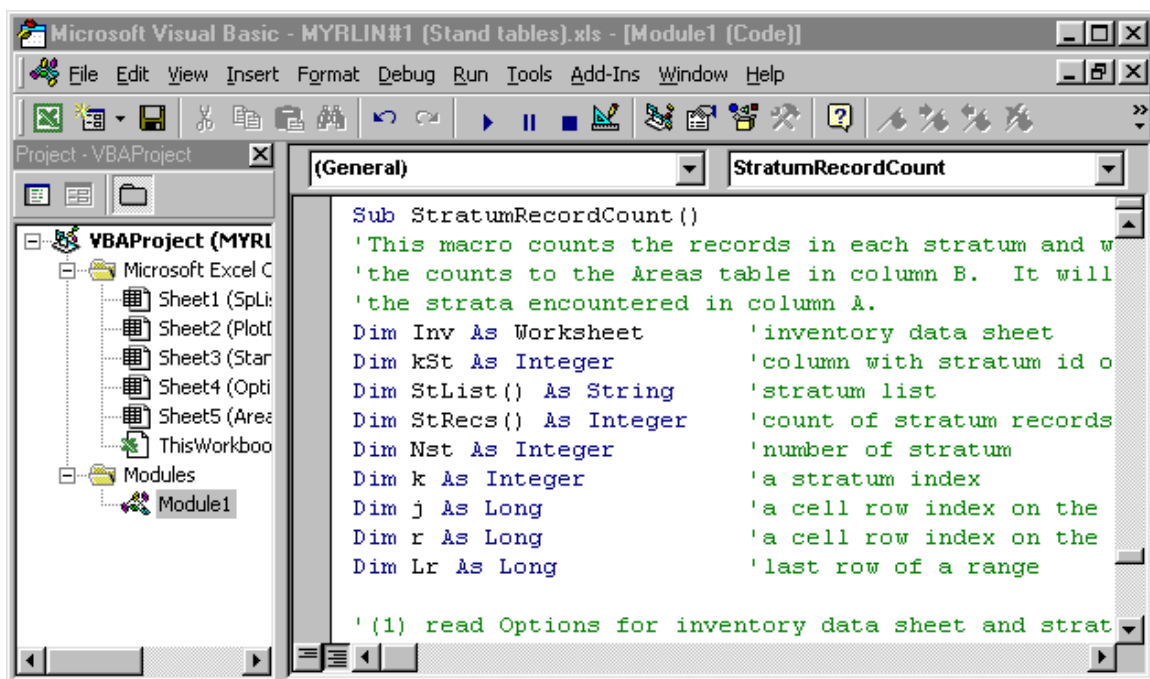 Microsoft Visual Basic - MYRLIN#1 (Stand tables).xls - [Module1 (Code)]
File Edit View Insert Format Debug Run Tools Add-Ins Window Help
Project - VBAProject
VBAProject (MYRL
Microsoft Excel
Sheet1 (SpLi
Sheet2 (Plot
Sheet3 (Star
Sheet4 (Opti
Sheet5 (Area
ThisWorkboo
Modules
Module1
(General) StratumRecordCount
Sub StratumRecordCount()
'This macro counts the records in each stratum and w
'the counts to the Areas table in column B.  It will
'the strata encountered in column A.
Dim Inv As Worksheet 'inventory data sheet
Dim kSt As Integer 'column with stratum id o
Dim StList() As String 'stratum list
Dim StRecs() As Integer 'count of stratum records
Dim Nst As Integer 'number of stratum
Dim k As Integer 'a stratum index
Dim j As Long 'a cell row index on the
Dim r As Long 'a cell row index on the
Dim Lr As Long 'last row of a range
'(1) read Options for inventory data sheet and strat